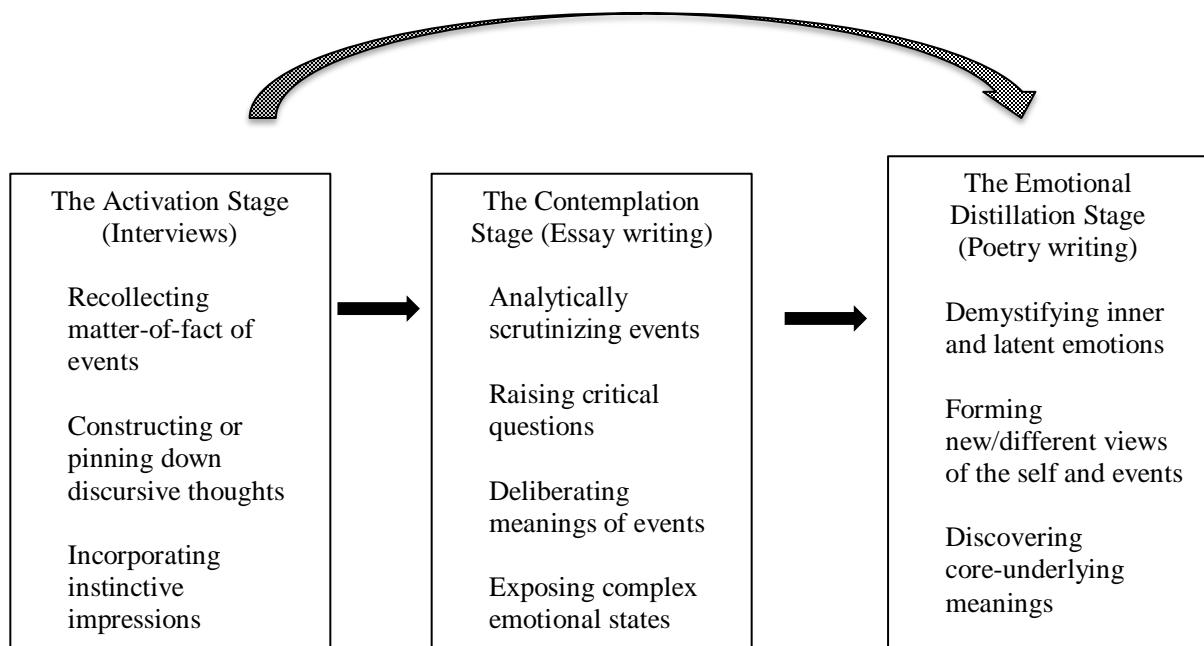 The Activation Stage
(Interviews)
Recollecting
matter-of-fact of
events
Constructing or
pinning down
discursive thoughts
Incorporating
instinctive
impressions
The Contemplation
Stage (Essay writing)
Analytically
scrutinizing events
Raising critical
questions
Deliberating
meanings of events
Exposing complex
emotional states
The Emotional
Distillation Stage
(Poetry writing)
Demystifying inner
and latent emotions
Forming
new/different views
of the self and events
Discovering
core-underlying
meanings